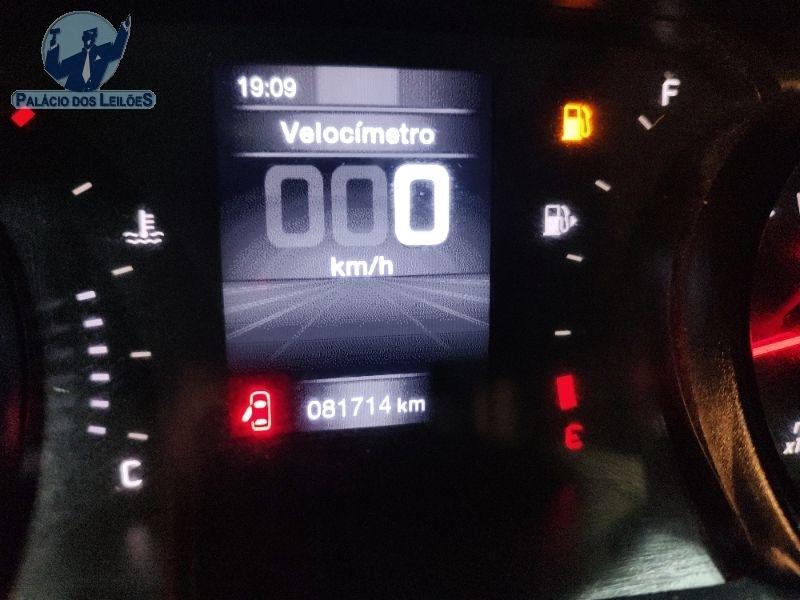 PALÁCIO DOS LEILÕES
19:09
F
Velocímetro
000
km/h
081714 km
E
C